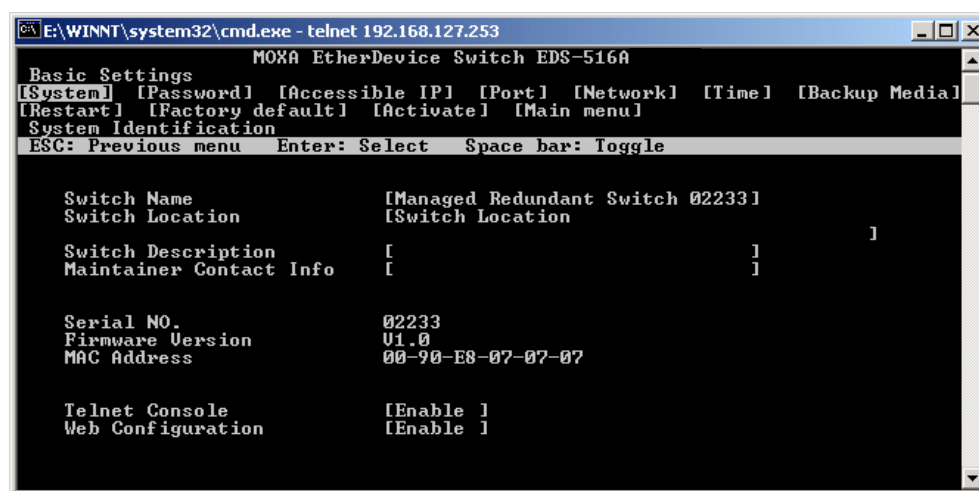 E:\WINNT\system32\cmd.exe - telnet 192.168.127.253
MOXA EtherDevice Switch EDS-516A
Basic Settings
[System] [Password] [Accessible IP] [Port] [Network] [Time] [Backup Media]
[Restart] [Factory default] [Activate] [Main menu]
System Identification
ESC: Previous menu Enter: Select Space bar: Toggle
Switch Name [Managed Redundant Switch 02233]
Switch Location [Switch Location
]
Switch Description [ ]
Maintainer Contact Info [ ]
Serial NO. 02233
Firmware Version V1.0
MAC Address 00-90-E8-07-07-07
Telnet Console [Enable ]
Web Configuration [Enable ]